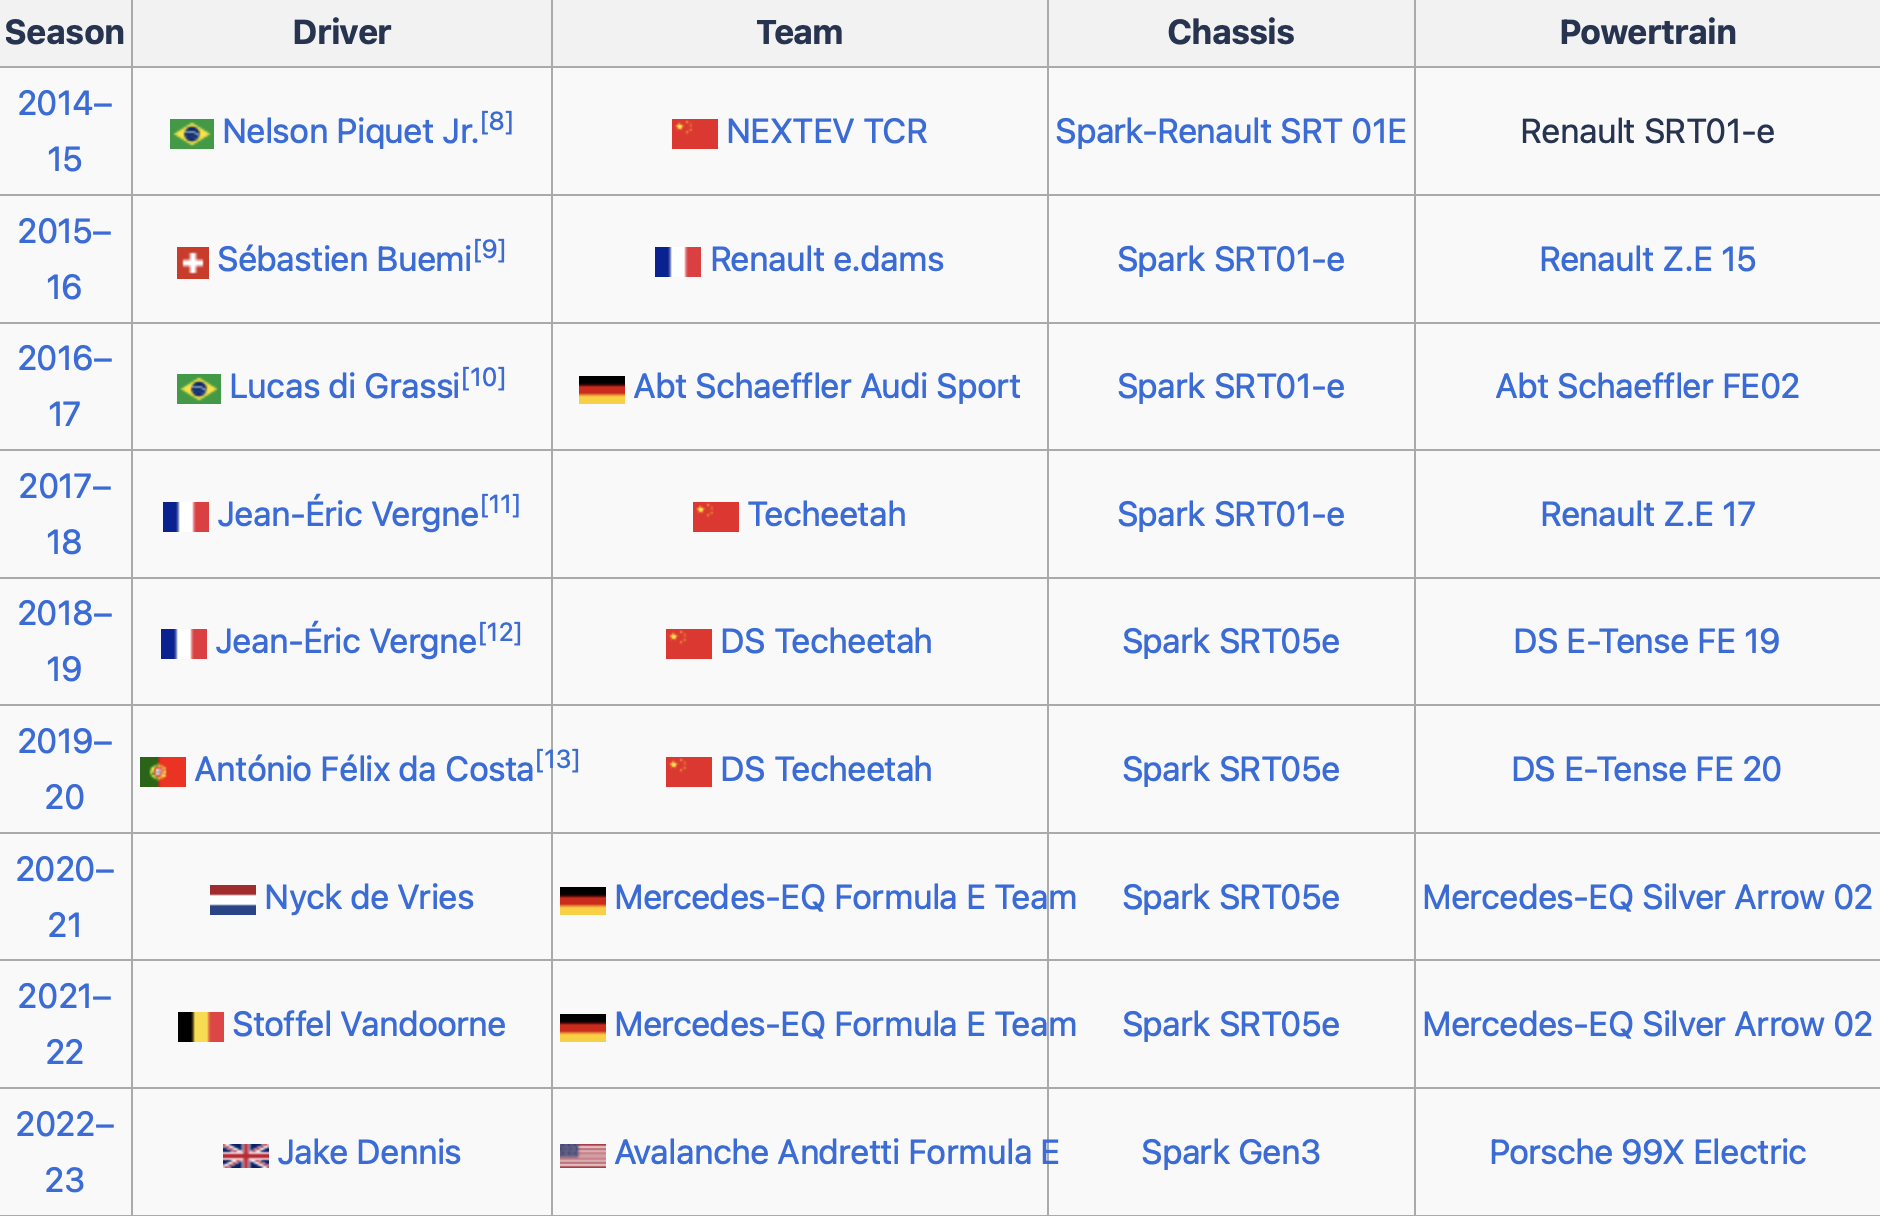 Season Driver Team Chassis Powertrain
2014–15 Nelson Piquet Jr.[8] NEXTEV TCR Spark-Renault SRT 01E Renault SRT01-e
2015–16 Sébastien Buemi[9] Renault e.dams Spark SRT01-e Renault Z.E 15
2016–17 Lucas di Grassi[10] Abt Schaeffler Audi Sport Spark SRT01-e Abt Schaeffler FE02
2017–18 Jean-Éric Vergne[11] Techeetah Spark SRT01-e Renault Z.E 17
2018–19 Jean-Éric Vergne[12] DS Techeetah Spark SRT05e DS E-Tense FE 19
2019–20 António Félix da Costa[13] DS Techeetah Spark SRT05e DS E-Tense FE 20
2020–21 Nyck de Vries Mercedes-EQ Formula E Team Spark SRT05e Mercedes-EQ Silver Arrow 02
2021–22 Stoffel Vandoorne Mercedes-EQ Formula E Team Spark SRT05e Mercedes-EQ Silver Arrow 02
2022–23 Jake Dennis Avalanche Andretti Formula E Spark Gen3 Porsche 99X Electric